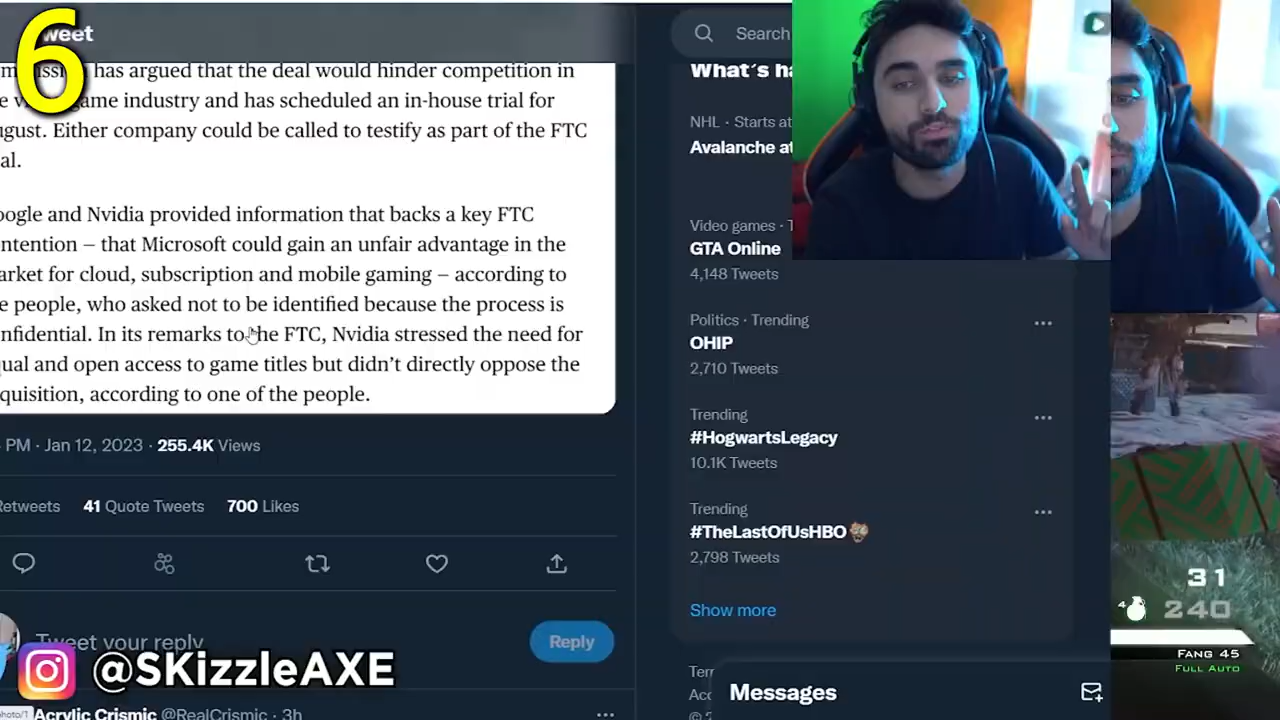 6
weet
Search
has argued that the deal would hinder competition in
game industry and has scheduled an in-house trial for
ugust. Either company could be called to testify as part of the FTC
al.
oogle and Nvidia provided information that backs a key FTC
ntention – that Microsoft could gain an unfair advantage in the
arket for cloud, subscription and mobile gaming – according to
e people, who asked not to be identified because the process is
nfidential. In its remarks to the FTC, Nvidia stressed the need for
ual and open access to game titles but didn't directly oppose the
quisition, according to one of the people.
PM · Jan 12, 2023 · 255.4K Views
etweets 41 Quote Tweets 700 Likes
Tweet your reply
Reply
@SKizzleAXE
Acrylic Crismic @RealCrismic · 3h
What's ha
NHL · Starts at
Avalanche at
Video games · T
GTA Online
4,148 Tweets
Politics · Trending
OHIP
2,710 Tweets
Trending
#HogwartsLegacy
10.1K Tweets
Trending
#TheLastOfUsHBO
2,798 Tweets
Show more
Messages
31
4
240
FANG 45
FULL AUTO